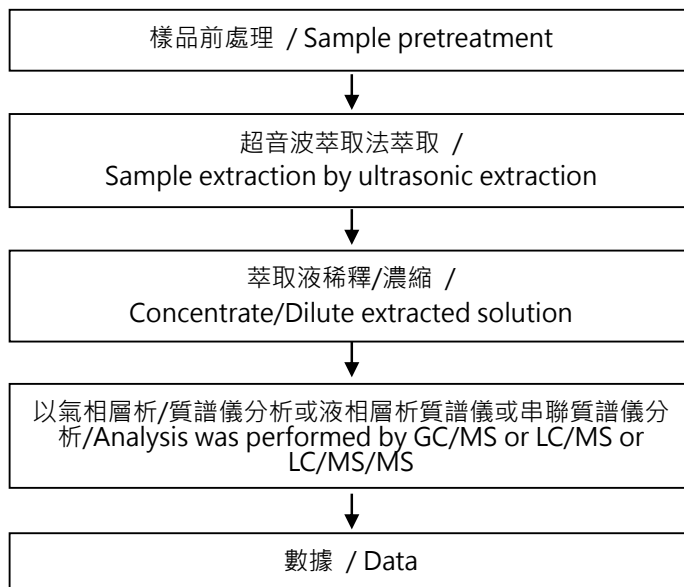 樣品前處理 / Sample pretreatment
超音波萃取法萃取 /
Sample extraction by ultrasonic extraction
萃取液稀釋/濃縮 /
Concentrate/Dilute extracted solution
以氣相層析/質譜儀分析或液相層析質譜儀或串聯質譜儀分
析/Analysis was performed by GC/MS or LC/MS or
LC/MS/MS
數據 / Data